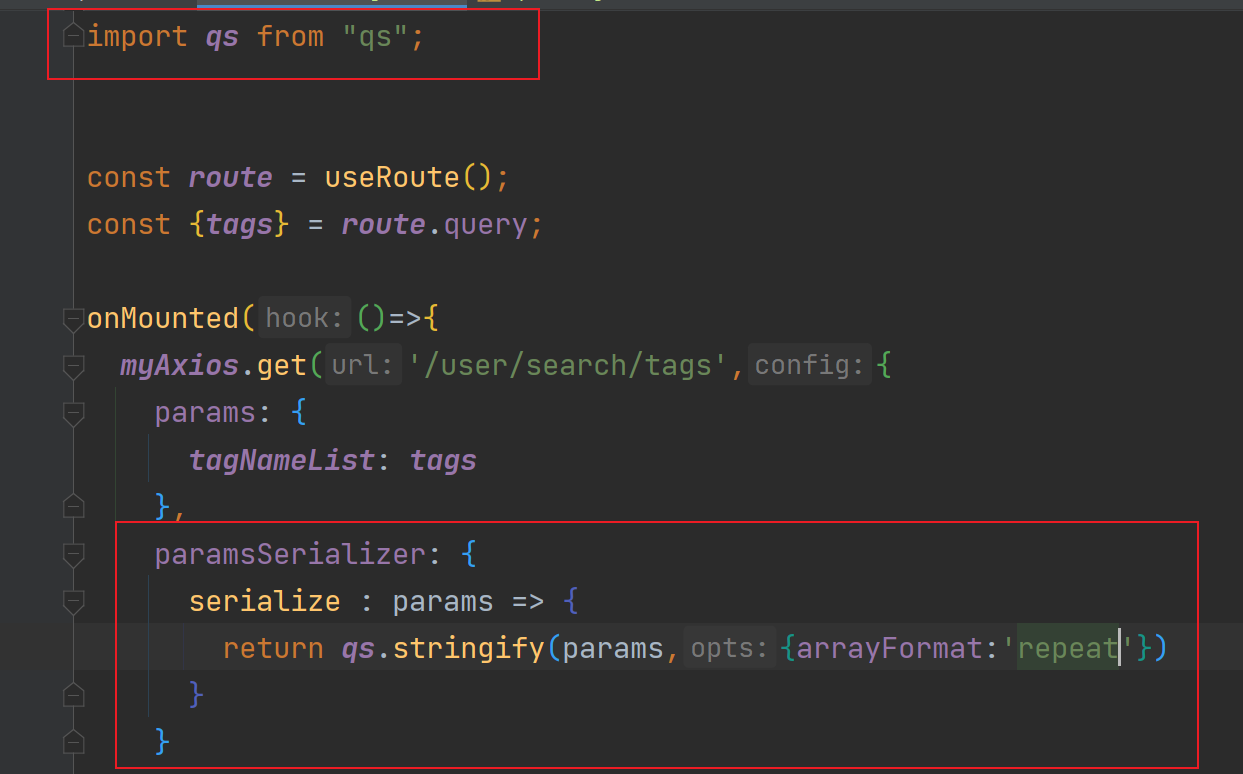 import qs from "qs";
const route = useRoute();
const {tags} = route.query;
onMounted( hook: ()=>{
myAxios.get( url: '/user/search/tags', config: {
params: {
tagNameList: tags
},
paramsSerializer: {
serialize : params => {
return qs.stringify(params, opts: {arrayFormat:'repeat'})
}
}